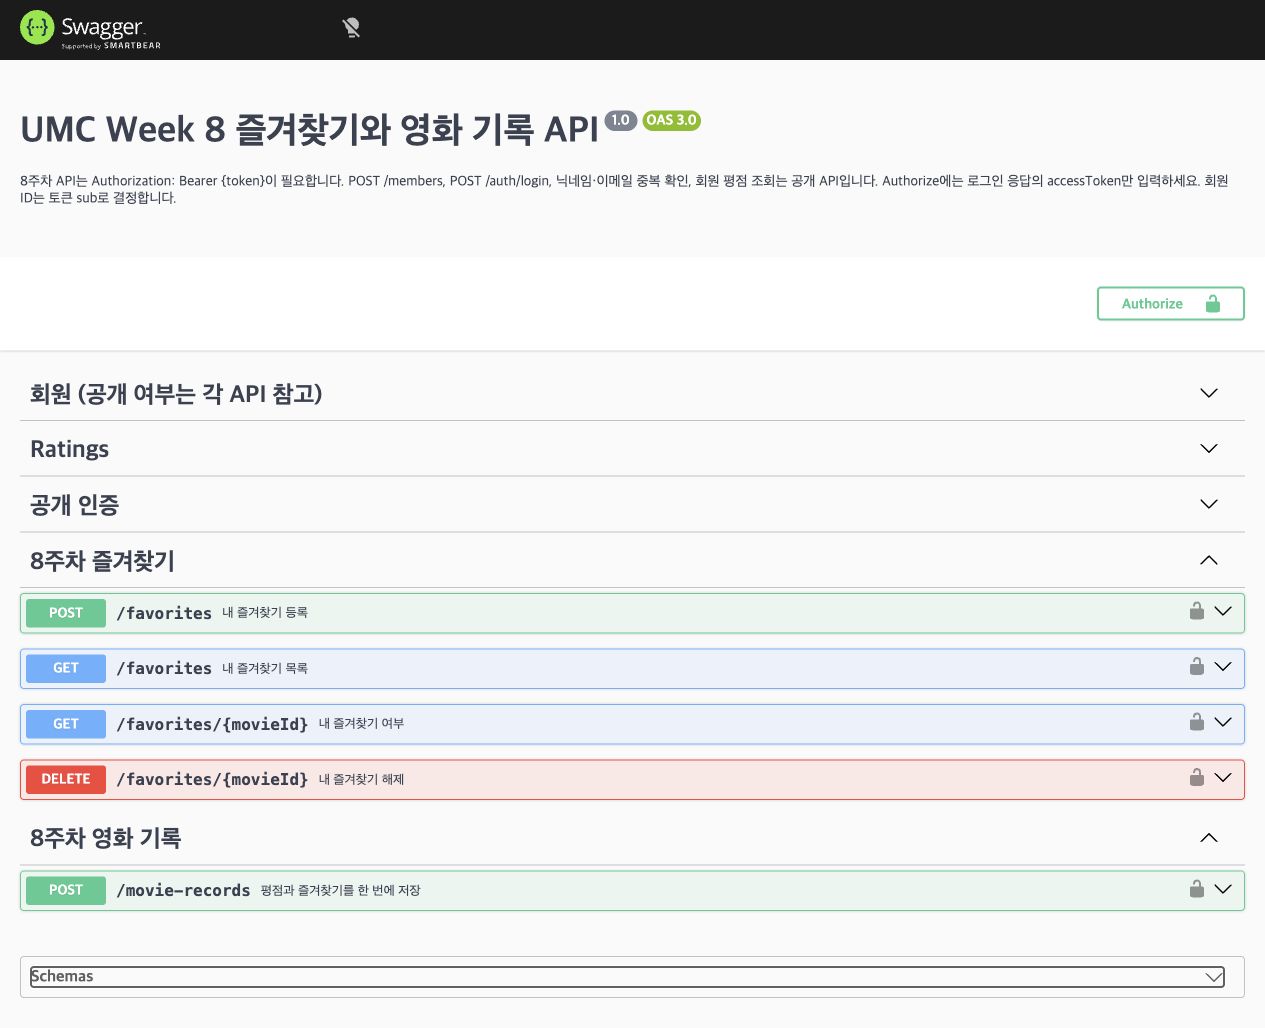 Swagger
Supported by SMARTBEAR
UMC Week 8 즐겨찾기와 영화 기록 API 1.0 OAS 3.0
8주차 API는 Authorization: Bearer {token}이 필요합니다. POST /members, POST /auth/login, 닉네임·이메일 중복 확인, 회원 평점 조회는 공개 API입니다. Authorize에는 로그인 응답의 accessToken만 입력하세요. 회원
ID는 토큰 sub로 결정합니다.
Authorize
회원 (공개 여부는 각 API 참고)
Ratings
공개 인증
8주차 즐겨찾기
POST /favorites 내 즐겨찾기 등록
GET /favorites 내 즐겨찾기 목록
GET /favorites/{movieId} 내 즐겨찾기 여부
DELETE /favorites/{movieId} 내 즐겨찾기 해제
8주차 영화 기록
POST /movie-records 평점과 즐겨찾기를 한 번에 저장
Schemas